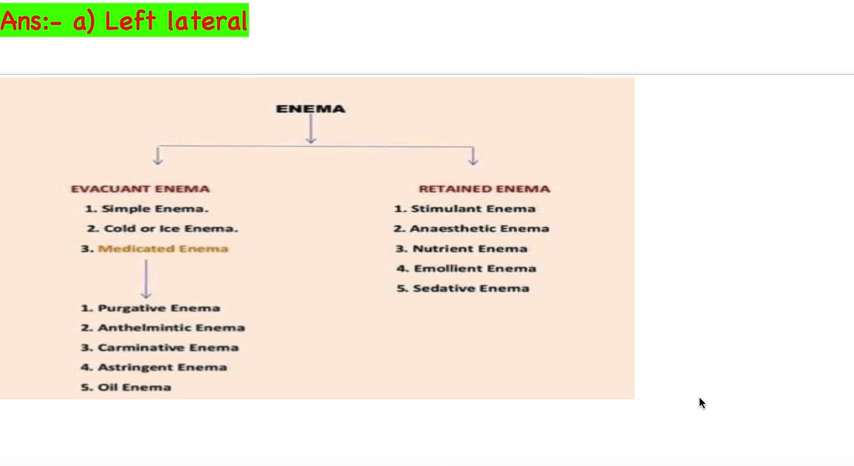 Ans:- a) Left lateral
ENEMA
EVACUANT ENEMA
1. Simple Enema.
2. Cold or Ice Enema.
3. Medicated Enema
1. Purgative Enema
2. Anthelmintic Enema
3. Carminative Enema
4. Astringent Enema
5. Oil Enema
RETAINED ENEMA
1. Stimulant Enema
2. Anaesthetic Enema
3. Nutrient Enema
4. Emollient Enema
5. Sedative Enema